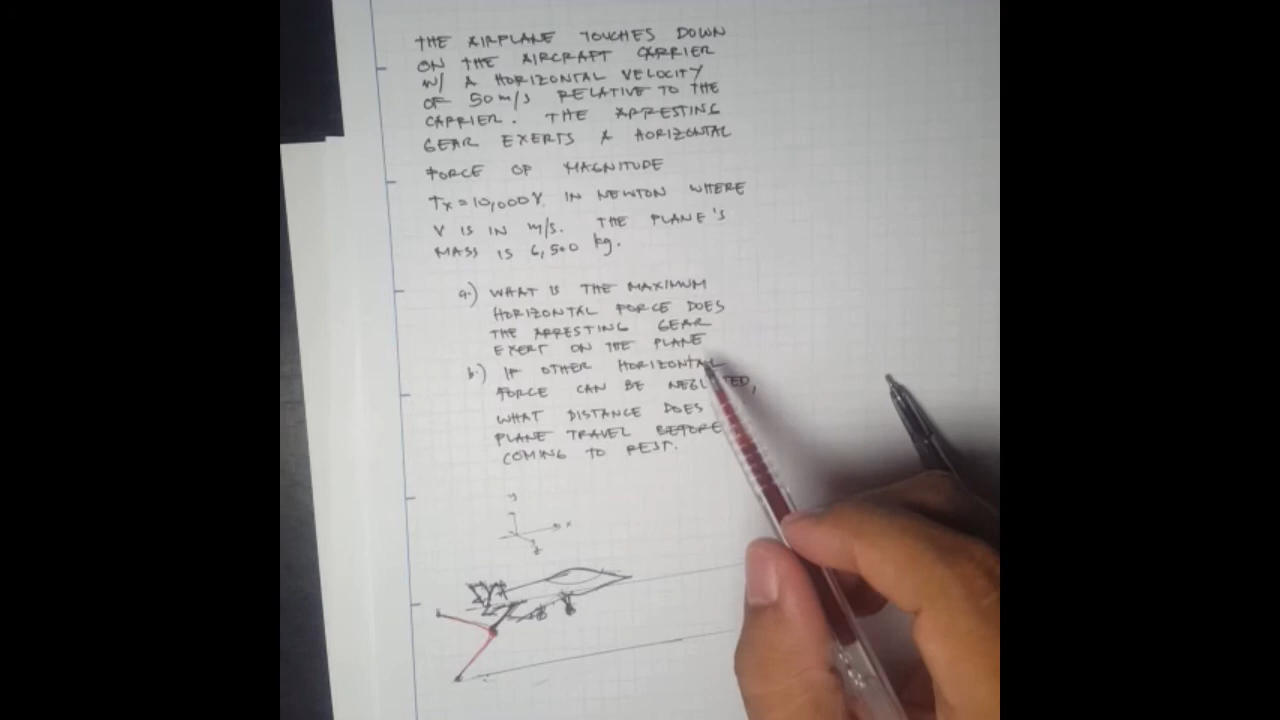 THE AIRPLANE TOUCHES DOWN
ON THE AIRCRAFT CARRIER
W/ A HORIZONTAL VELOCITY
OF 50 m/s RELATIVE TO THE
CARRIER. THE ARRESTING
GEAR EXERTS A HORIZONTAL
FORCE OF MAGNITUDE
Tx = 10,000V IN NEWTON WHERE
V IS IN m/s. THE PLANE'S
MASS IS 6,500 kg.
a.) WHAT IS THE MAXIMUM
HORIZONTAL FORCE DOES
THE ARRESTING GEAR
EXERT ON THE PLANE
b.) IF OTHER HORIZONTAL
FORCE CAN BE
WHAT DISTANCE DOES
PLANE TRAVEL BEFORE
COMING TO REST.
y
x
z